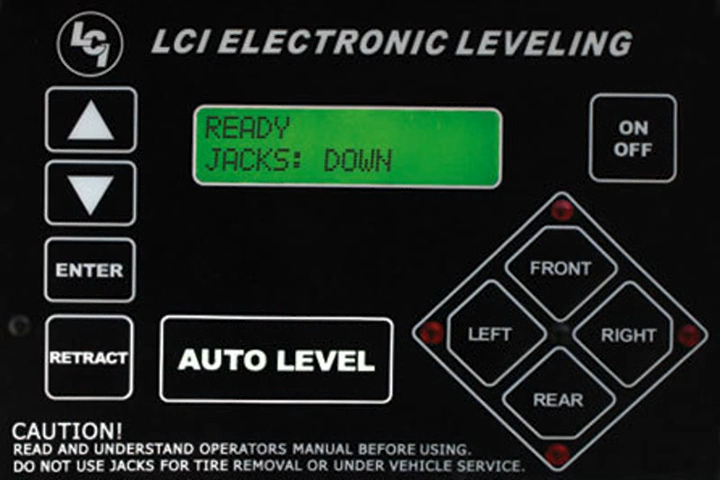 LCI LCI ELECTRONIC LEVELING
READY
JACKS: DOWN
ON
OFF
ENTER
FRONT
LEFT
RIGHT
REAR
RETRACT
AUTO LEVEL
CAUTION!
READ AND UNDERSTAND OPERATORS MANUAL BEFORE USING.
DO NOT USE JACKS FOR TIRE REMOVAL OR UNDER VEHICLE SERVICE.